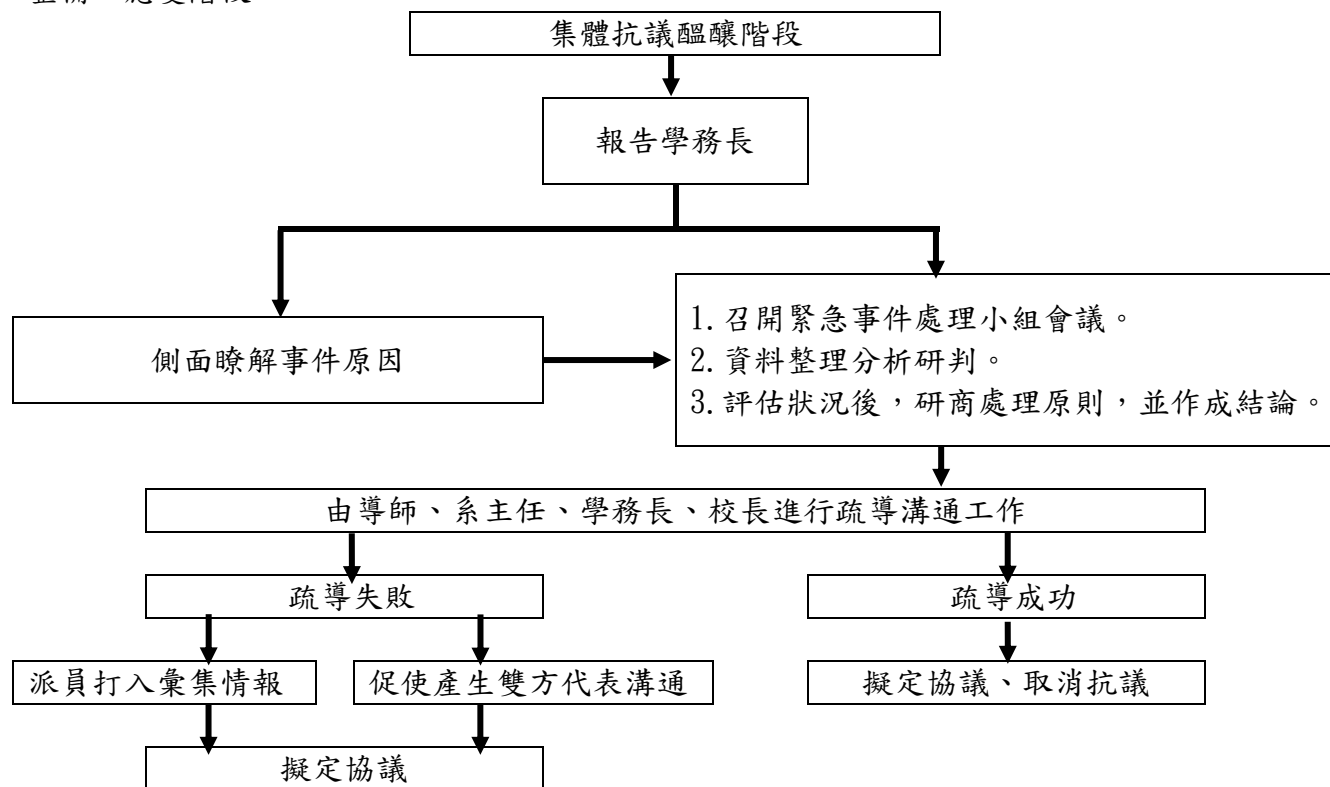 集體抗議醞釀階段
報告學務長
側面瞭解事件原因
1.召開緊急事件處理小組會議。
2.資料整理分析研判。
3.評估狀況後，研商處理原則，並作成結論。
由導師、系主任、學務長、校長進行疏導溝通工作
疏導失敗
疏導成功
派員打入彙集情報
促使產生雙方代表溝通
擬定協議、取消抗議
擬定協議